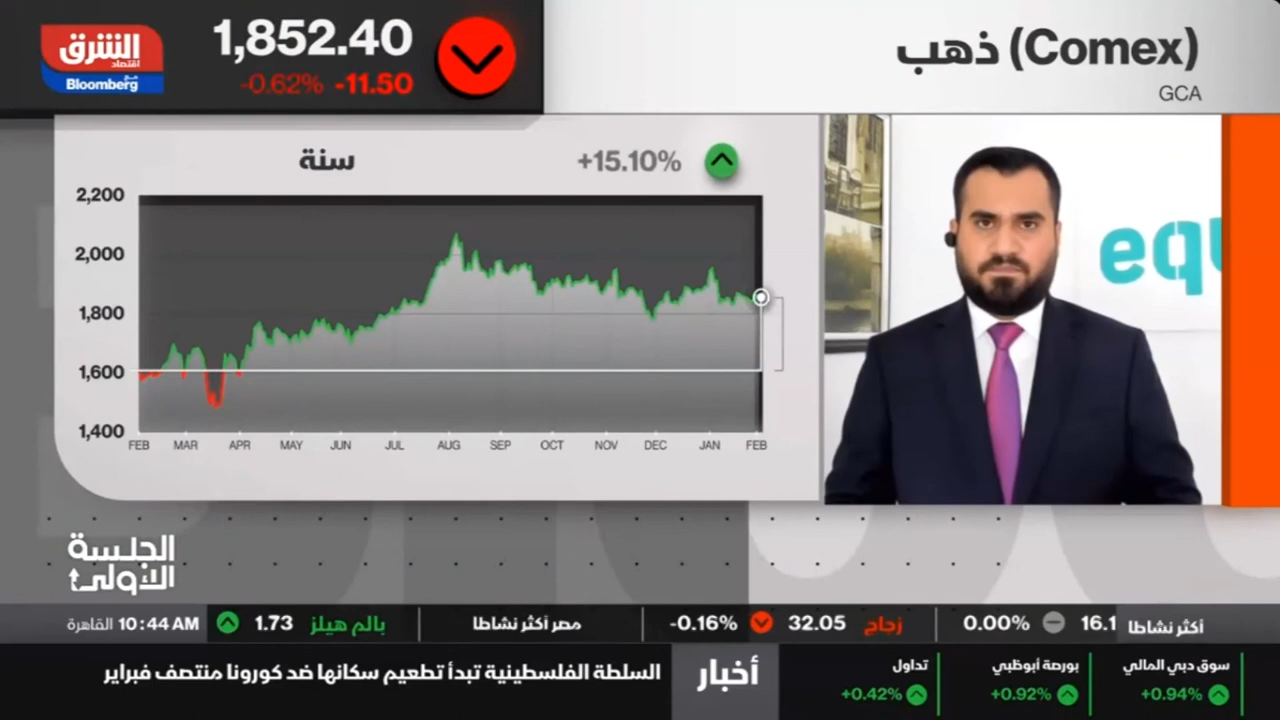 الشرق
اقتصاد
مع
Bloomberg
1,852.40
-0.62% -11.50
ذهب (Comex)
GCA
سنة
+15.10%
2,200
2,000
1,800
1,600
1,400
FEB MAR APR MAY JUN JUL AUG SEP OCT NOV DEC JAN FEB
equ
الجلسة
الأولى
أكثر نشاطا
16.1 0.00%
زجاج 32.05 -0.16%
مصر أكثر نشاطا
بالم هيلز 1.73
10:44 AM القاهرة
سوق دبي المالي
+0.94%
بورصة أبوظبي
+0.92%
تداول
+0.42%
أخبار
السلطة الفلسطينية تبدأ تطعيم سكانها ضد كورونا منتصف فبراير